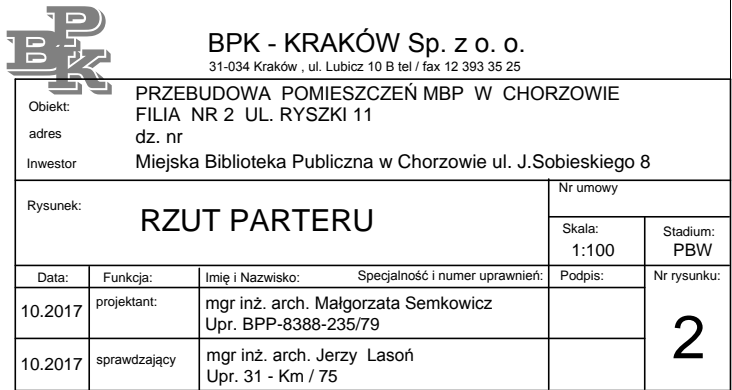 BPK
BPK - KRAKÓW Sp. z o. o.
31-034 Kraków , ul. Lubicz 10 B tel / fax 12 393 35 25
Obiekt: PRZEBUDOWA POMIESZCZEŃ MBP W CHORZOWIE
FILIA NR 2 UL. RYSZKI 11
adres dz. nr
Inwestor Miejska Biblioteka Publiczna w Chorzowie ul. J.Sobieskiego 8
Rysunek: RZUT PARTERU
Nr umowy
Skala: 1:100
Stadium: PBW
Data: Funkcja: Imię i Nazwisko: Specjalność i numer uprawnień: Podpis: Nr rysunku:
10.2017 projektant: mgr inż. arch. Małgorzata Semkowicz
Upr. BPP-8388-235/79
2
10.2017 sprawdzający mgr inż. arch. Jerzy Lasoń
Upr. 31 - Km / 75